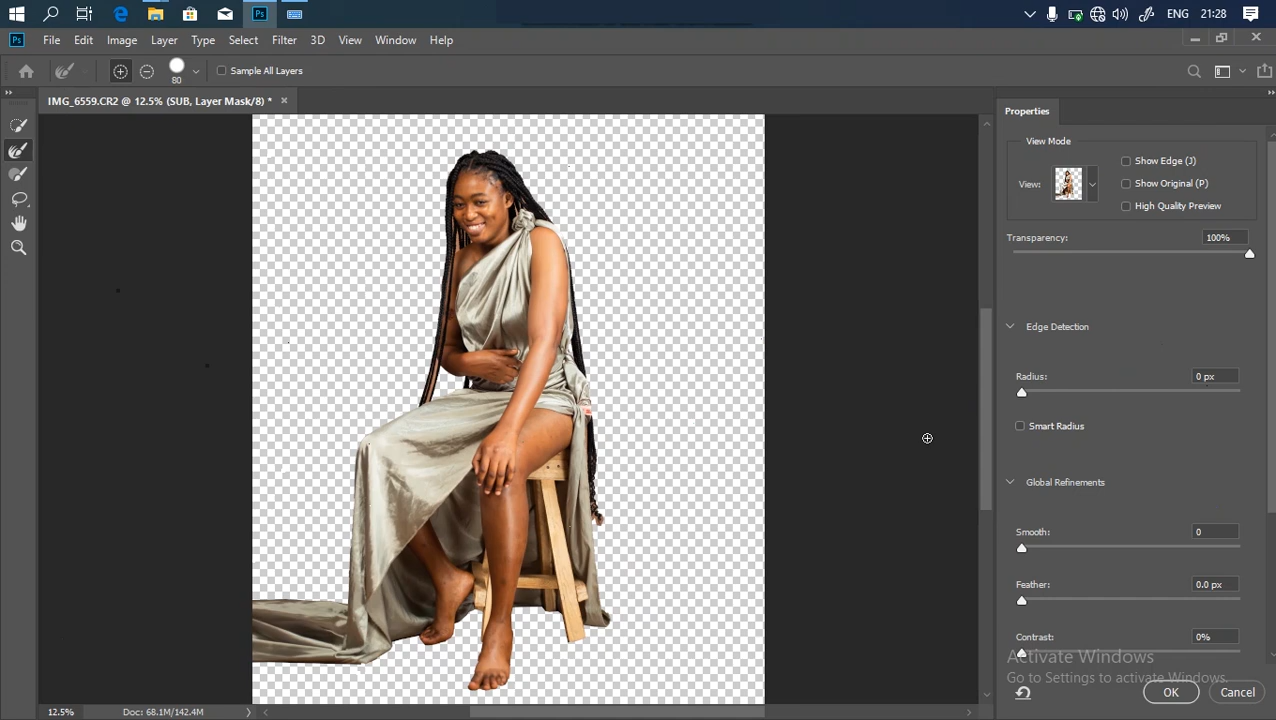 ENG 21:28
Ps File Edit Image Layer Type Select Filter 3D View Window Help
80 Sample All Layers
IMG_6559.CR2 @ 12.5% (SUB, Layer Mask/8) * ×
Properties
View Mode
View:
Show Edge (J)
Show Original (P)
High Quality Preview
Transparency: 100%
Edge Detection
Radius: 0 px
Smart Radius
Global Refinements
Smooth: 0
Feather: 0.0 px
Contrast: 0%
Activate Windows
Go to Settings to activate Windows.
OK Cancel
12.5% Doc: 68.1M/142.4M